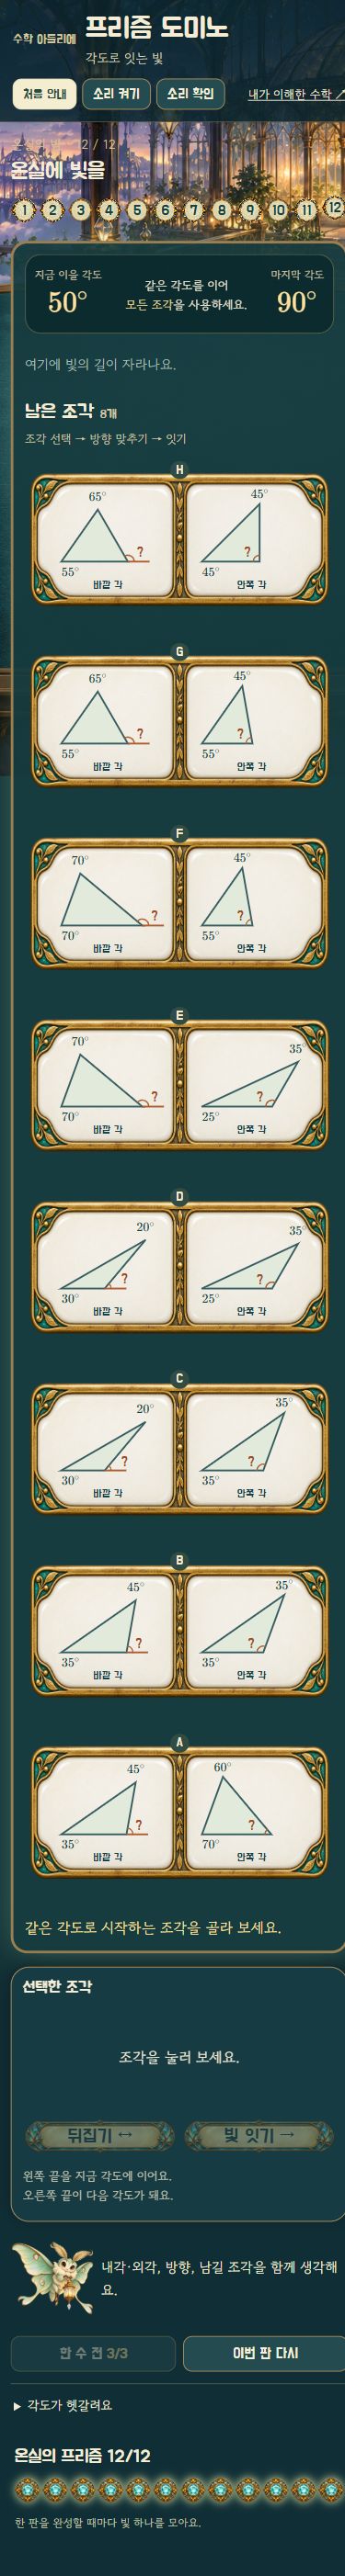 수학 아뜰리에
프리즘 도미노
각도로 잇는 빛
처음 안내
소리 켜기
소리 확인
내가 이해한 수학 ↗
2 / 12
온실에 빛을
1 2 3 4 5 6 7 8 9 10 11 12
지금 이을 각도
50°
같은 각도를 이어
모든 조각을 사용하세요.
마지막 각도
90°
여기에 빛의 길이 자라나요.
남은 조각 8개
조각 선택 → 방향 맞추기 → 잇기
H
65° 45°
? ?
55° 45°
바깥 각 안쪽 각
G
65° 45°
? ?
55° 55°
바깥 각 안쪽 각
F
70° 45°
? ?
70° 55°
바깥 각 안쪽 각
E
70° 35°
? ?
70° 25°
바깥 각 안쪽 각
D
20° 35°
? ?
30° 25°
바깥 각 안쪽 각
C
20° 35°
? ?
30° 35°
바깥 각 안쪽 각
B
45° 35°
? ?
35° 35°
바깥 각 안쪽 각
A
45° 60°
? ?
35° 70°
바깥 각 안쪽 각
같은 각도로 시작하는 조각을 골라 보세요.
선택한 조각
조각을 눌러 보세요.
뒤집기 ↔
빛 잇기 →
왼쪽 끝을 지금 각도에 이어요.
오른쪽 끝이 다음 각도가 돼요.
내각·외각, 방향, 남길 조각을 함께 생각해
요.
한 수 전 3/3
이번 판 다시
▶ 각도가 헷갈려요
온실의 프리즘 12/12
한 판을 완성할 때마다 빛 하나를 모아요.